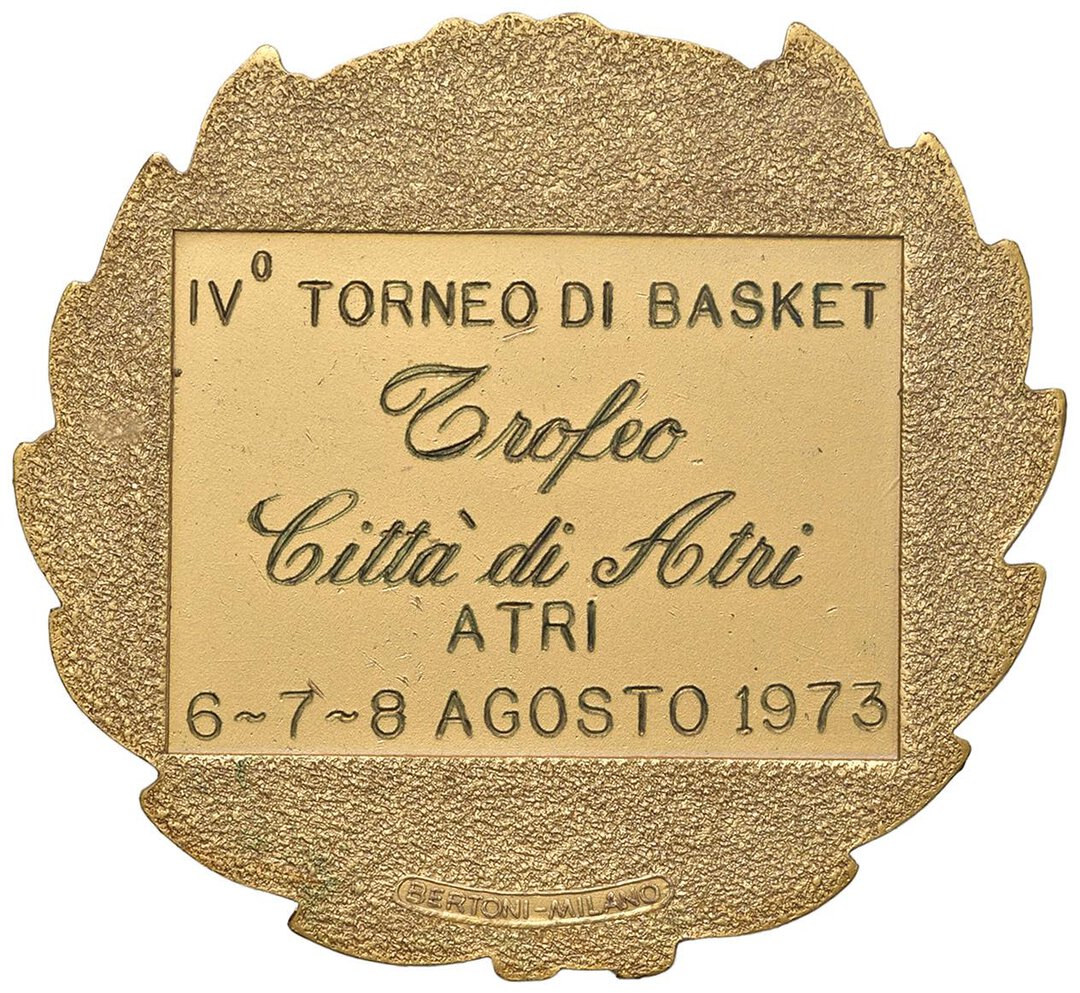 IV° TORNEO DI BASKET
Trofeo
Città di Atri
ATRI
6~7~8 AGOSTO 1973
BERTONI-MILANO